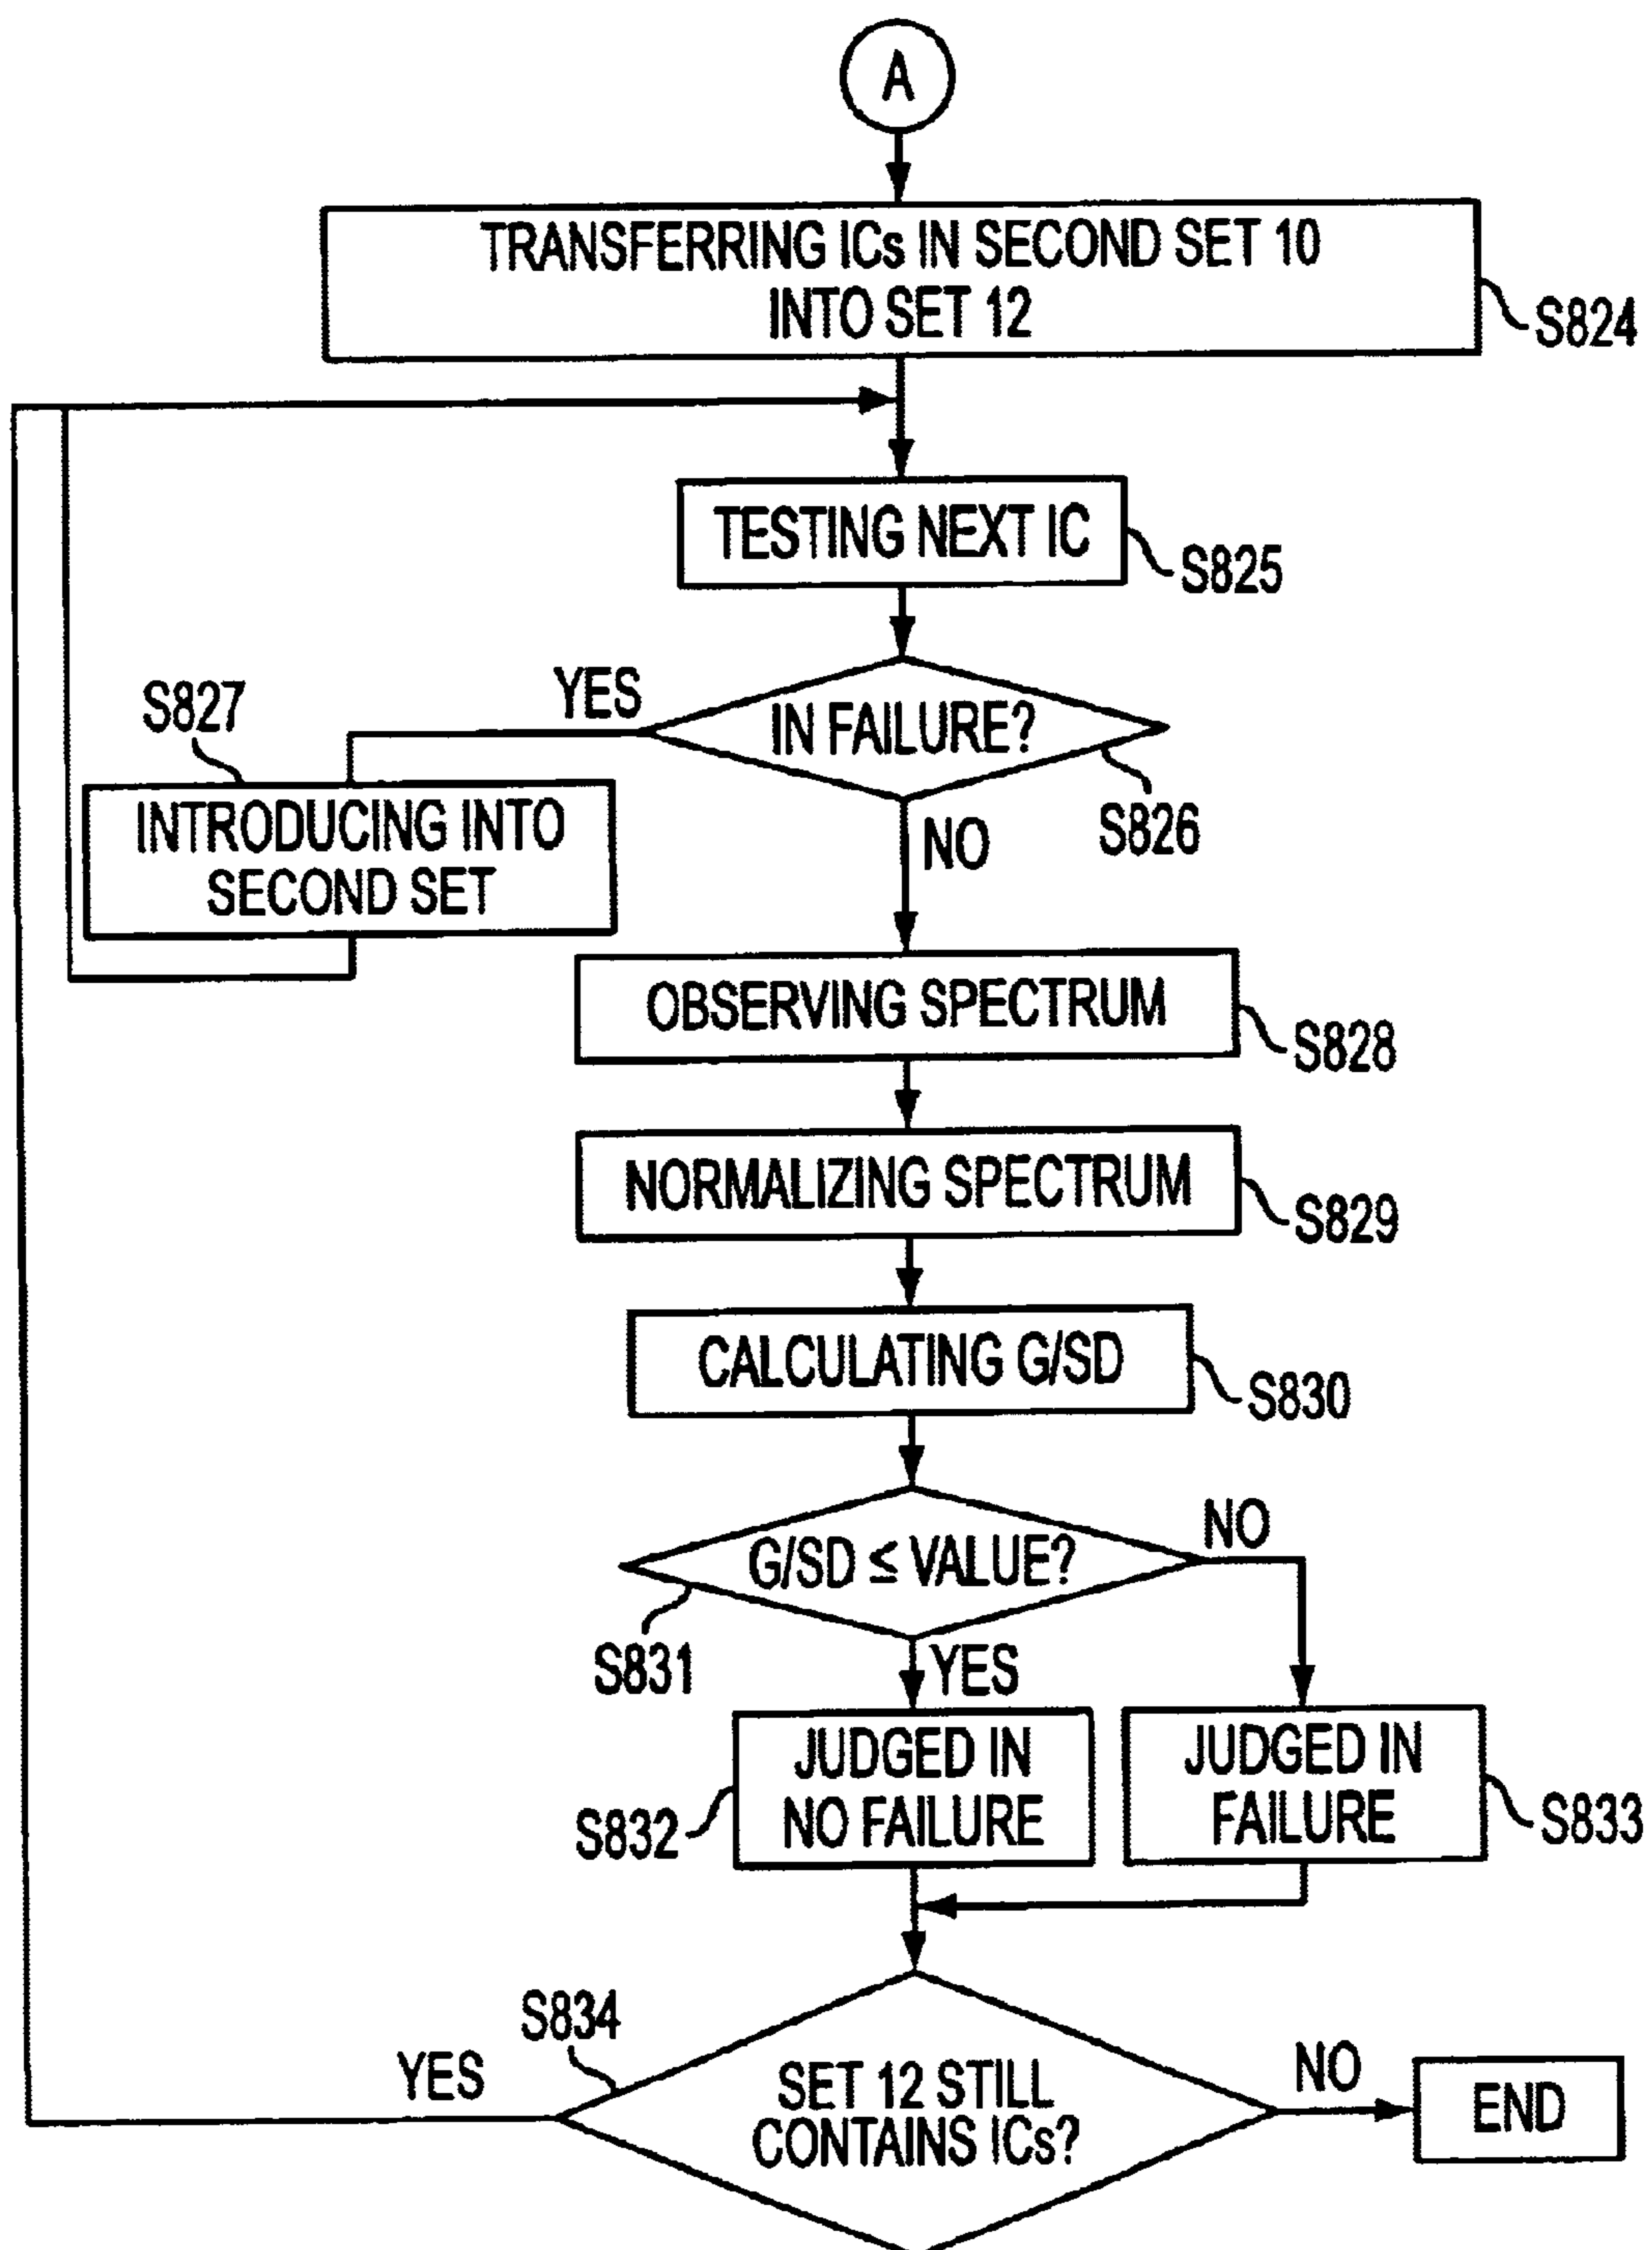 A
TRANSFERRING ICs IN SECOND SET 10
INTO SET 12
S824
TESTING NEXT IC
S825
YES
S827
IN FAILURE?
S826
INTRODUCING INTO
SECOND SET
NO
OBSERVING SPECTRUM
S828
NORMALIZING SPECTRUM
S829
CALCULATING G/SD
S830
NO
G/SD ≤ VALUE?
S831
YES
JUDGED IN
NO FAILURE
S832
JUDGED IN
FAILURE
S833
S834
YES
SET 12 STILL
CONTAINS ICs?
NO
END